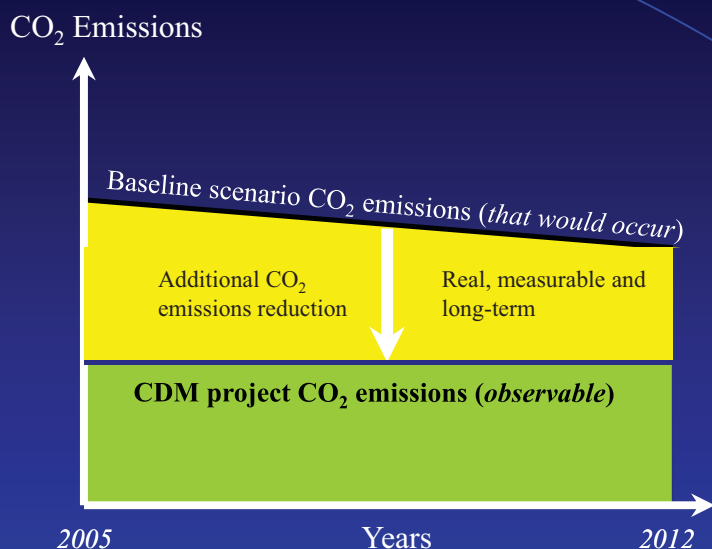 CO₂ Emissions
Baseline scenario CO₂ emissions (that would occur)
Additional CO₂
emissions reduction
Real, measurable and
long-term
CDM project CO₂ emissions (observable)
2005
Years
2012